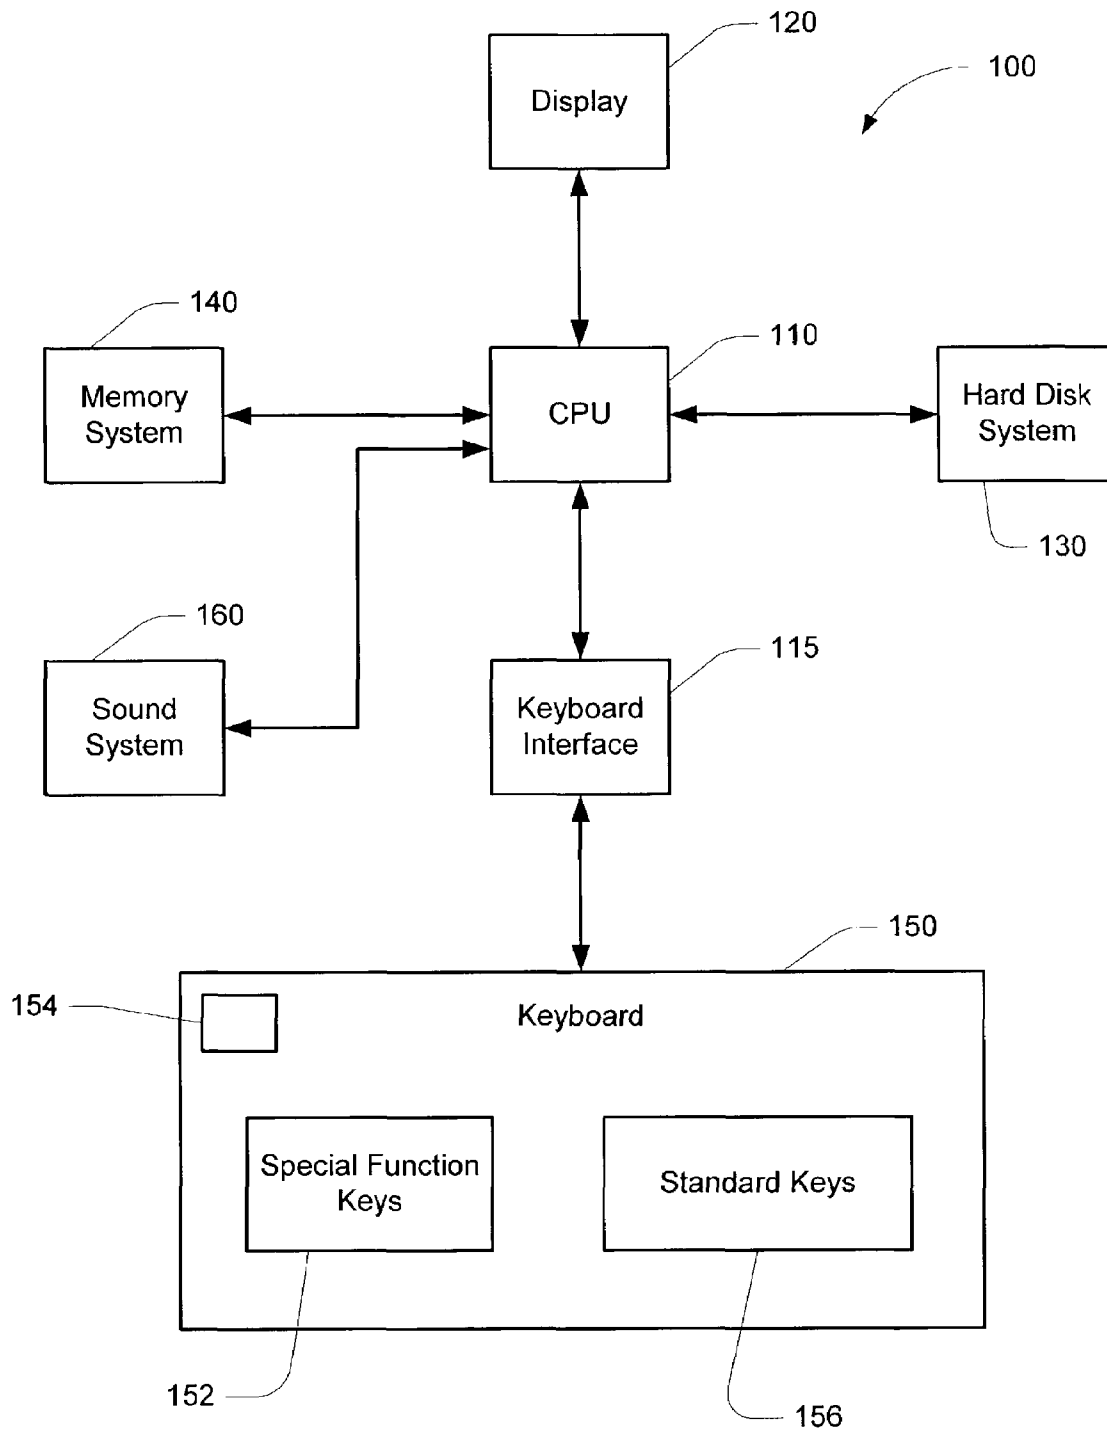 120
100
Display
140
110
Memory
System
CPU
Hard Disk
System
130
160
115
Sound
System
Keyboard
Interface
150
154
Keyboard
Special Function
Keys
Standard Keys
152
156